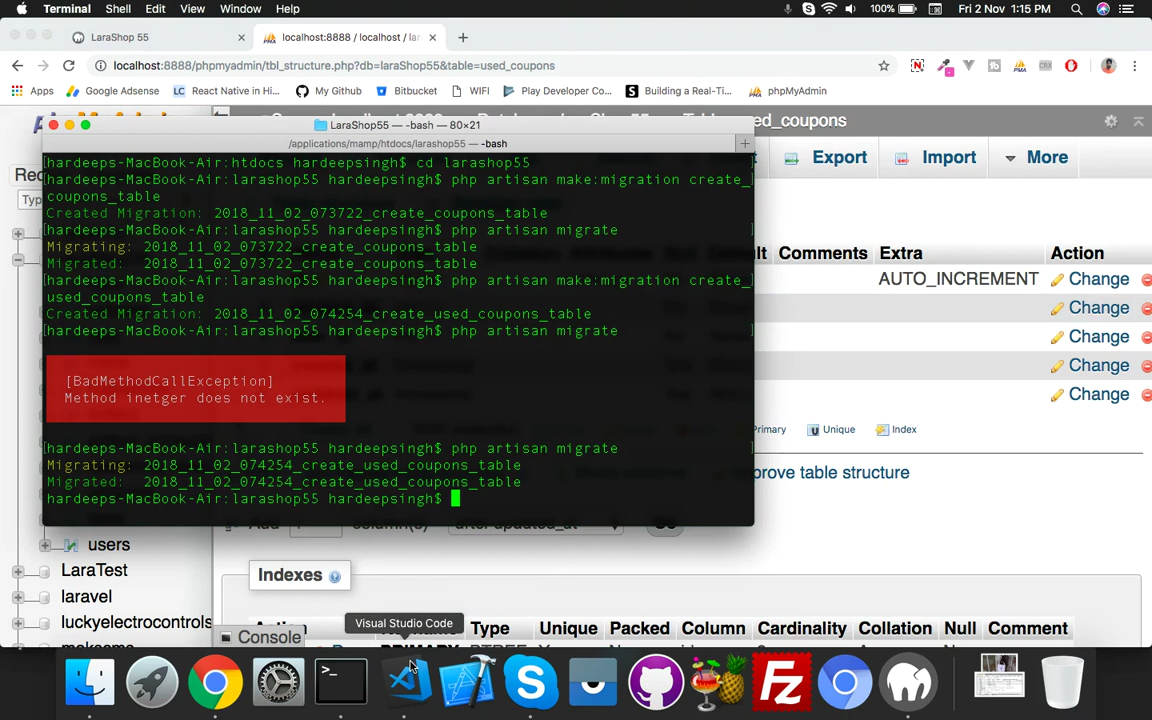 Terminal Shell Edit View Window Help 100% Fri 2 Nov 1:15 PM
LaraShop 55
localhost:8888 / localhost / lar
localhost:8888/phpmyadmin/tbl_structure.php?db=laraShop55&table=used_coupons
Apps Google Adsense React Native in Hi... My Github Bitbucket WIFI Play Developer Co... Building a Real-Ti... phpMyAdmin
LaraShop55 — -bash — 80×21
ed_coupons
/applications/mamp/htdocs/larashop55 — -bash
Export Import More
[hardeeps-MacBook-Air:htdocs hardeepsingh$ cd larashop55
[hardeeps-MacBook-Air:larashop55 hardeepsingh$ php artisan make:migration create_]
coupons_table
Created Migration: 2018_11_02_073722_create_coupons_table
[hardeeps-MacBook-Air:larashop55 hardeepsingh$ php artisan migrate ]
Migrating: 2018_11_02_073722_create_coupons_table
Migrated: 2018_11_02_073722_create_coupons_table
[hardeeps-MacBook-Air:larashop55 hardeepsingh$ php artisan make:migration create_]
used_coupons_table
Created Migration: 2018_11_02_074254_create_used_coupons_table
[hardeeps-MacBook-Air:larashop55 hardeepsingh$ php artisan migrate ]
[BadMethodCallException]
Method inetger does not exist.
[hardeeps-MacBook-Air:larashop55 hardeepsingh$ php artisan migrate ]
Migrating: 2018_11_02_074254_create_used_coupons_table
Migrated: 2018_11_02_074254_create_used_coupons_table
hardeeps-MacBook-Air:larashop55 hardeepsingh$
Comments Extra Action
AUTO_INCREMENT Change
Change
Change
Change
Change
Primary Unique Index
prove table structure
users
LaraTest
laravel
luckyelectrocontrols
Indexes
Console
Visual Studio Code
Type Unique Packed Column Cardinality Collation Null Comment